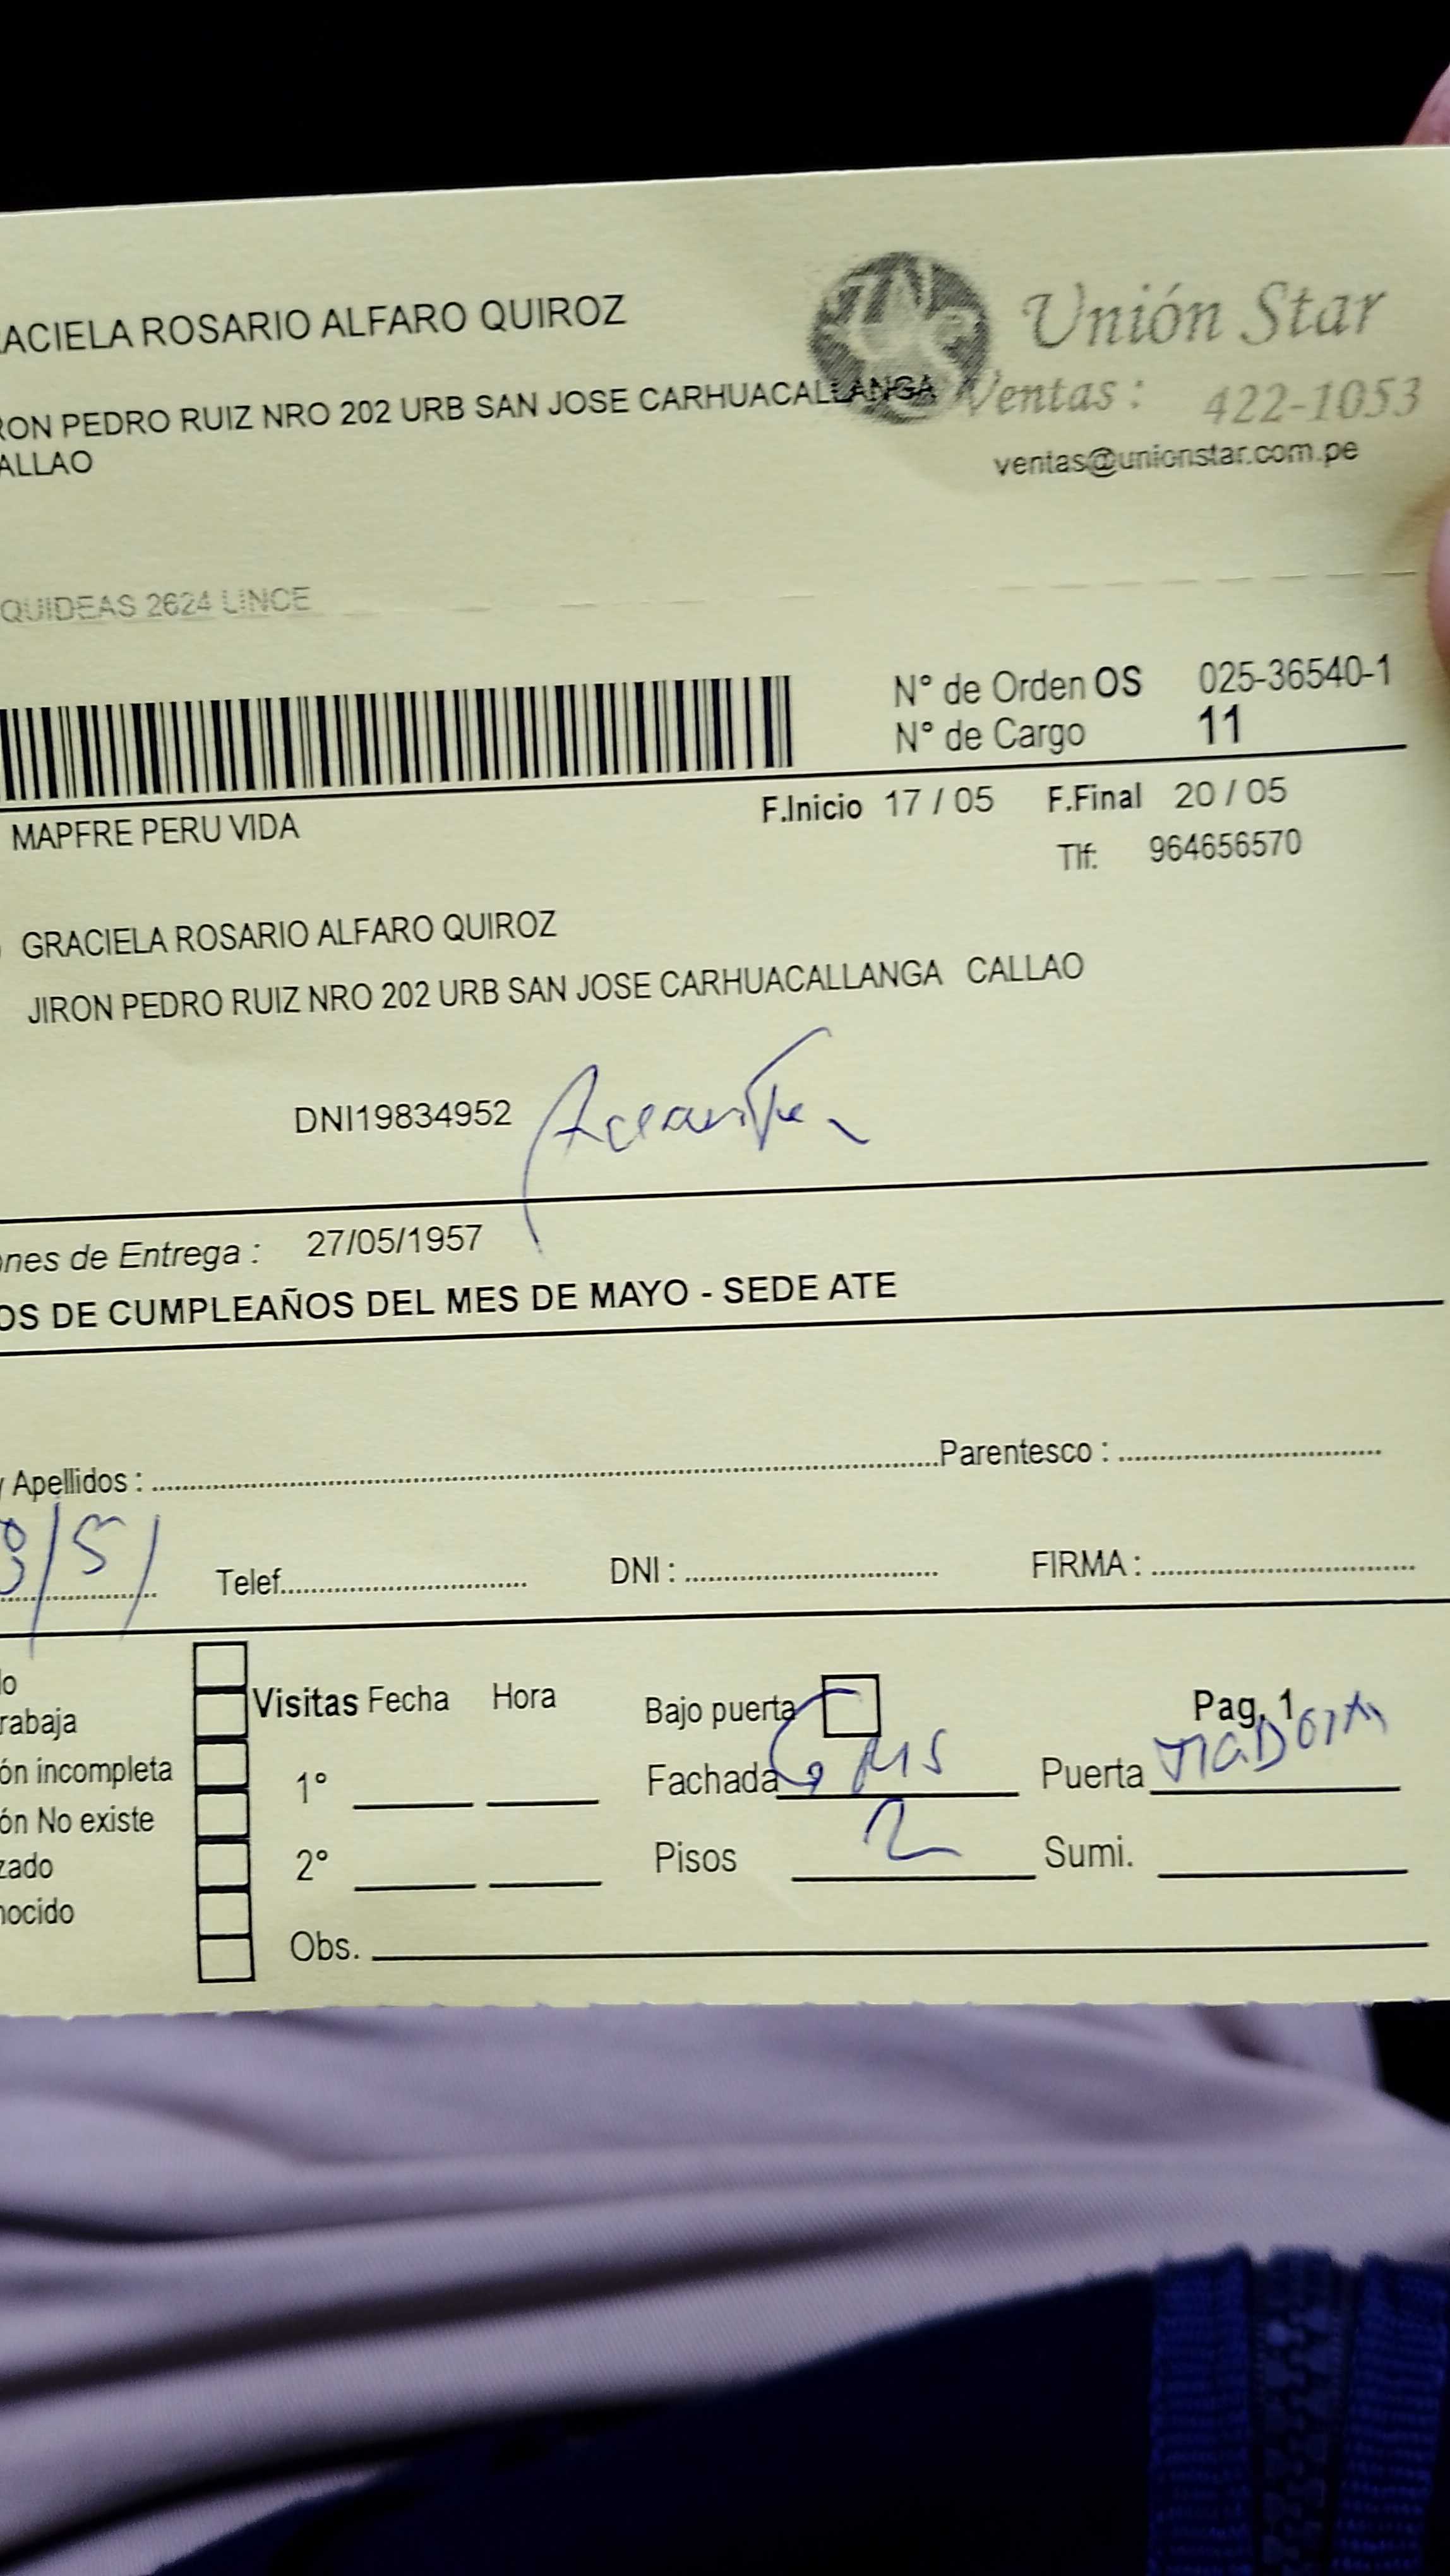 ACIELA ROSARIO ALFARO QUIROZ
Unión Star
RON PEDRO RUIZ NRO 202 URB SAN JOSE CARHUACALLANGA
Ventas : 422-1053
ALLAO
ventas@unionstar.com.pe
QUIDEAS 2624 LINCE
N° de Orden OS 025-36540-1
N° de Cargo 11
MAPFRE PERU VIDA
F.Inicio 17 / 05 F.Final 20 / 05
Tlf: 964656570
GRACIELA ROSARIO ALFARO QUIROZ
JIRON PEDRO RUIZ NRO 202 URB SAN JOSE CARHUACALLANGA CALLAO
DNI19834952
ones de Entrega : 27/05/1957
OS DE CUMPLEAÑOS DEL MES DE MAYO - SEDE ATE
y Apellidos : Parentesco :
8/5/ Telef. DNI : FIRMA :
do
Visitas Fecha Hora Bajo puerta Pag. 1
rabaja
ón incompleta 1° Fachada Puerta
ón No existe
zado 2° Pisos 2 Sumi.
nocido
Obs.